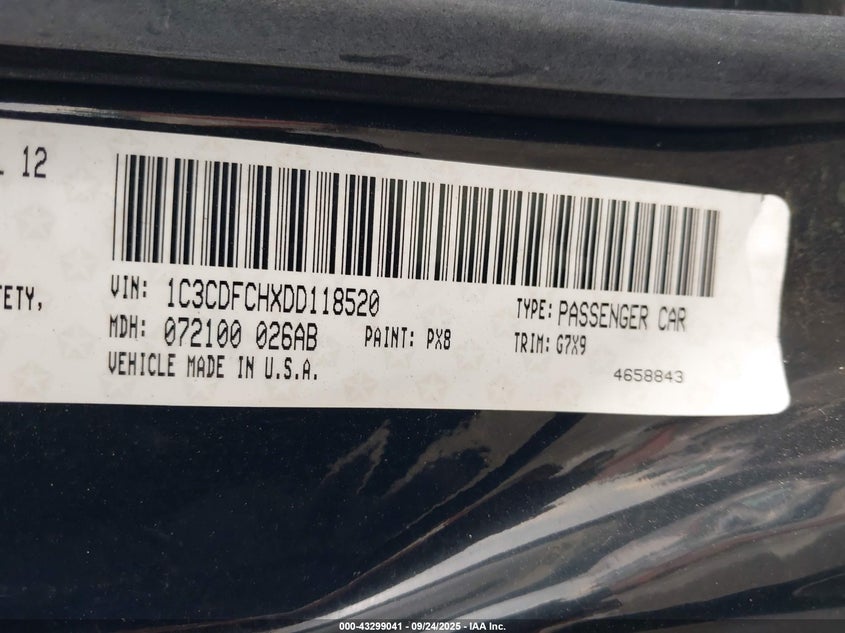 12
FETY,
VIN: 1C3CDFCHXDD118520 TYPE: PASSENGER CAR
MDH: 072100 026AB PAINT: PX8 TRIM: G7X9
VEHICLE MADE IN U.S.A. 4658843
000-43299041 - 09/24/2025 - IAA Inc.